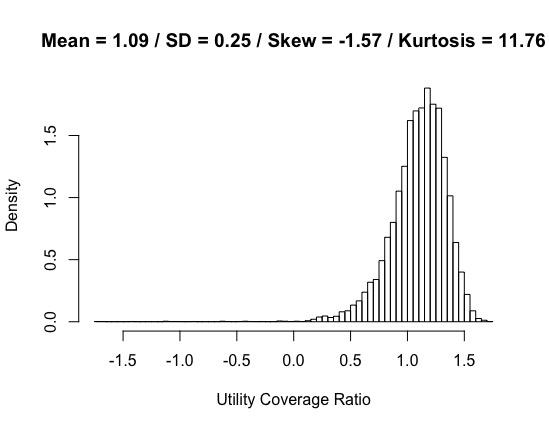 Mean = 1.09 / SD = 0.25 / Skew = -1.57 / Kurtosis = 11.76
Density
1.5
1.0
0.5
0.0
-1.5 -1.0 -0.5 0.0 0.5 1.0 1.5
Utility Coverage Ratio